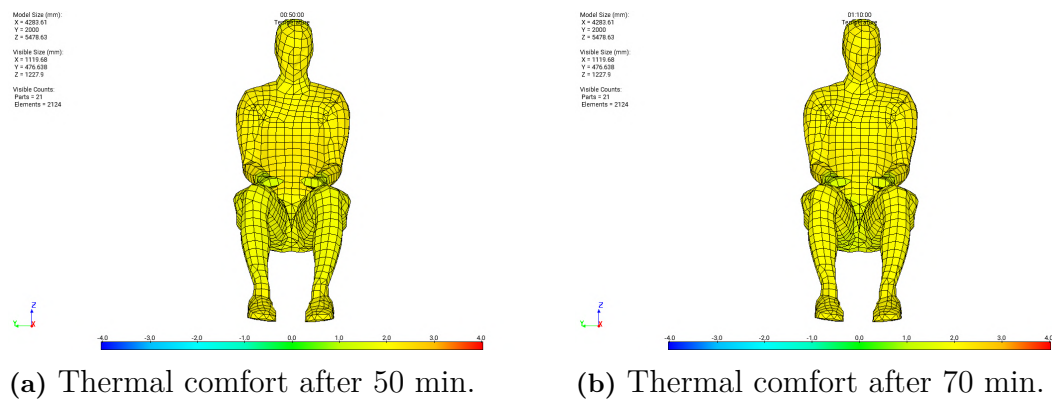 Model Size (mm):
X = 4283.61
Y = 2000
Z = 5478.63
Visible Size (mm):
X = 1119.68
Y = 476.638
Z = 1227.9
Visible Counts:
Parts = 21
Elements = 2124
00:50:00
Temperature
Z
Y
X
-4.0 -3.0 -2.0 -1.0 0.0 1.0 2.0 3.0 4.0
(a) Thermal comfort after 50 min.
Model Size (mm):
X = 4283.61
Y = 2000
Z = 5478.63
Visible Size (mm):
X = 1119.68
Y = 476.638
Z = 1227.9
Visible Counts:
Parts = 21
Elements = 2124
01:10:00
Temperature
Z
Y
X
-4.0 -3.0 -2.0 -1.0 0.0 1.0 2.0 3.0 4.0
(b) Thermal comfort after 70 min.